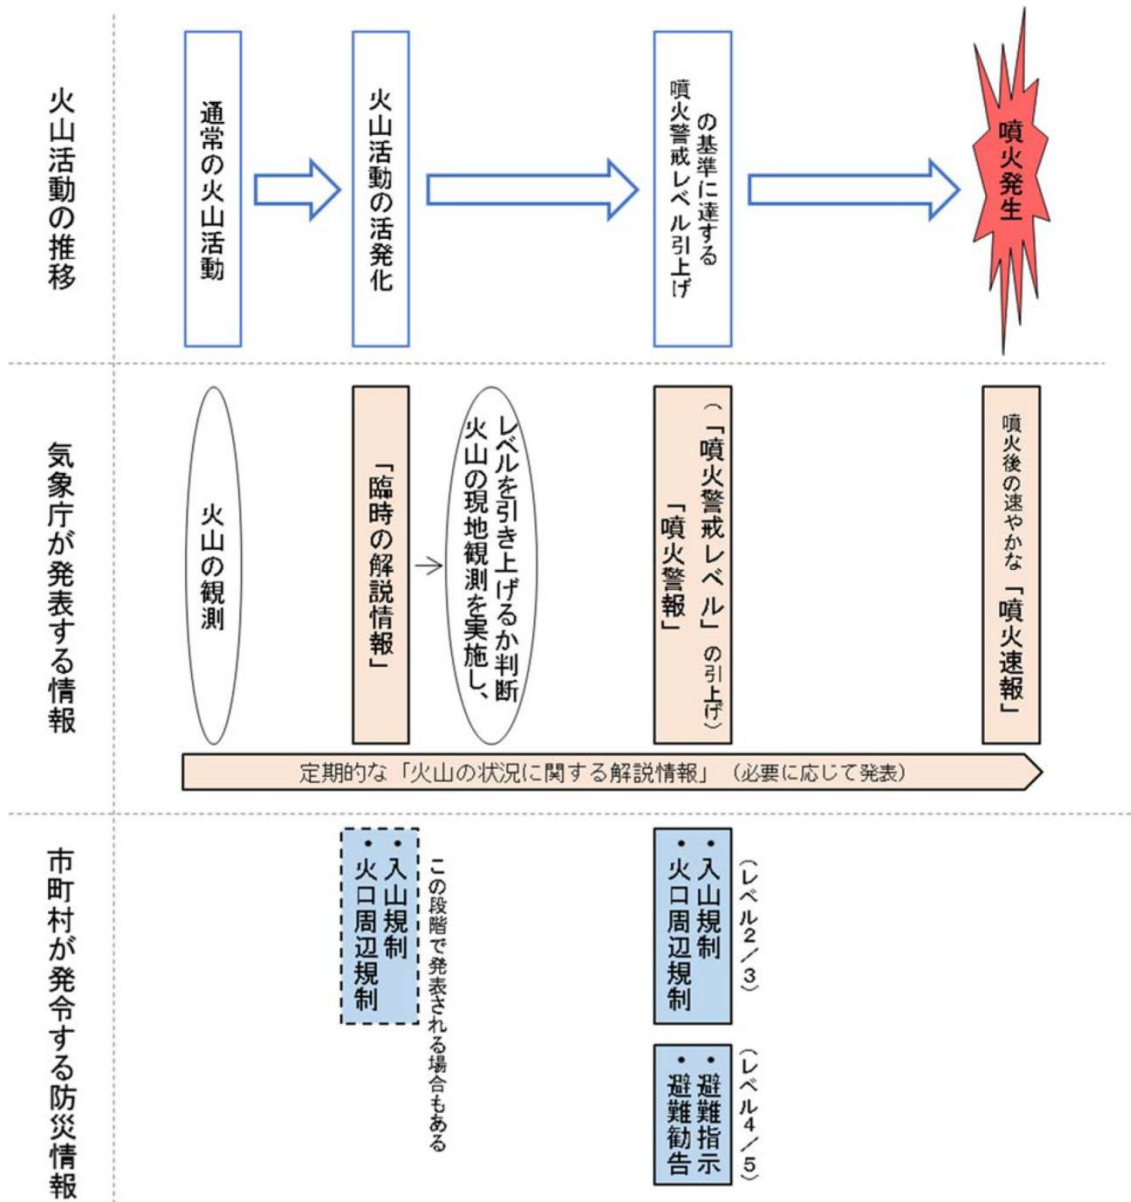 火山活動の推移
通常の火山活動
火山活動の活発化
噴火警戒レベル引上げ
の基準に達する
噴火発生
気象庁が発表する情報
火山の観測
「臨時の解説情報」
→
火山の現地観測を実施し、
レベルを引き上げるか判断
「噴火警報」
(「噴火警戒レベル」の引上げ)
噴火後の速やかな「噴火速報」
定期的な「火山の状況に関する解説情報」(必要に応じて発表)
市町村が発令する防災情報
・火口周辺規制
・入山規制
この段階で発表される場合もある
・火口周辺規制
・入山規制
(レベル2/3)
・避難勧告
・避難指示
(レベル4/5)